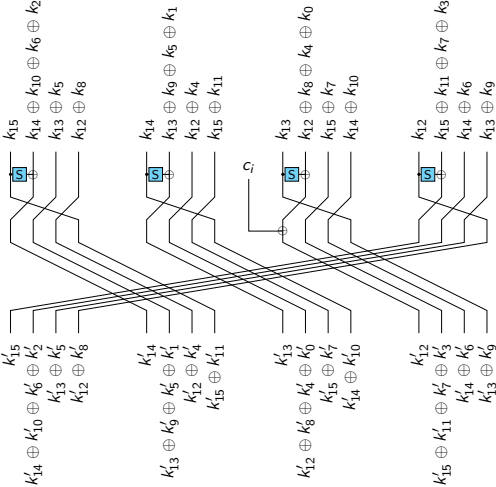 k₁₅
k₁₄ ⊕ k₁₀ ⊕ k₆ ⊕ k₂
k₁₃ ⊕ k₅
k₁₂ ⊕ k₈
k₁₄
k₁₃ ⊕ k₉ ⊕ k₅ ⊕ k₁
k₁₂ ⊕ k₄
k₁₅ ⊕ k₁₁
k₁₃
k₁₂ ⊕ k₈ ⊕ k₄ ⊕ k₀
k₁₅ ⊕ k₇
k₁₄ ⊕ k₁₀
k₁₂
k₁₅ ⊕ k₁₁ ⊕ k₇ ⊕ k₃
k₁₄ ⊕ k₆
k₁₃ ⊕ k₉
S
S
S
S
cᵢ
k′₁₅
k′₁₄ ⊕ k′₁₀ ⊕ k′₆ ⊕ k′₂
k′₁₃ ⊕ k′₅
k′₁₂ ⊕ k′₈
k′₁₄
k′₁₃ ⊕ k′₉ ⊕ k′₅ ⊕ k′₁
k′₁₂ ⊕ k′₄
k′₁₅ ⊕ k′₁₁
k′₁₃
k′₁₂ ⊕ k′₈ ⊕ k′₄ ⊕ k′₀
k′₁₅ ⊕ k′₇
k′₁₄ ⊕ k′₁₀
k′₁₂
k′₁₅ ⊕ k′₁₁ ⊕ k′₇ ⊕ k′₃
k′₁₄ ⊕ k′₆
k′₁₃ ⊕ k′₉